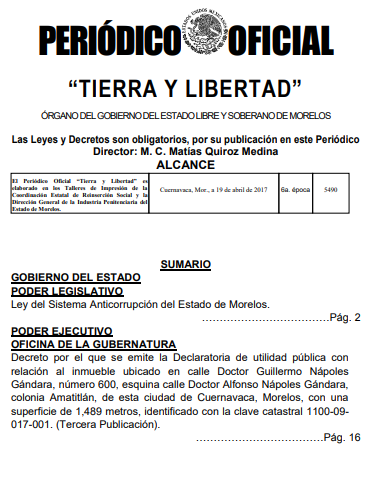 PERIÓDICO OFICIAL
ESTADOS UNIDOS MEXICANOS
“TIERRA Y LIBERTAD”
ÓRGANO DEL GOBIERNO DEL ESTADO LIBRE Y SOBERANO DE MORELOS
Las Leyes y Decretos son obligatorios, por su publicación en este Periódico
Director: M. C. Matías Quiroz Medina
ALCANCE
El Periódico Oficial “Tierra y Libertad” es
elaborado en los Talleres de Impresión de la
Coordinación Estatal de Reinserción Social y la
Dirección General de la Industria Penitenciaria del
Estado de Morelos.
Cuernavaca, Mor., a 19 de abril de 2017
6a. época
5490
SUMARIO
GOBIERNO DEL ESTADO
PODER LEGISLATIVO
Ley del Sistema Anticorrupción del Estado de Morelos.
………………………………Pág. 2
PODER EJECUTIVO
OFICINA DE LA GUBERNATURA
Decreto por el que se emite la Declaratoria de utilidad pública con
relación al inmueble ubicado en calle Doctor Guillermo Nápoles
Gándara, número 600, esquina calle Doctor Alfonso Nápoles Gándara,
colonia Amatitlán, de esta ciudad de Cuernavaca, Morelos, con una
superficie de 1,489 metros, identificado con la clave catastral 1100-09-
017-001. (Tercera Publicación).
………………………………Pág. 16